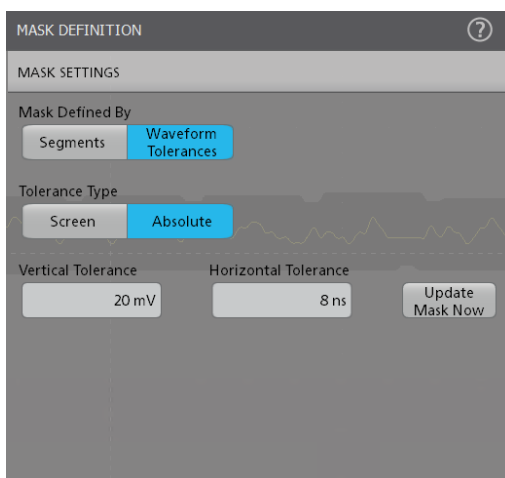 MASK DEFINITION
?
MASK SETTINGS
Mask Defined By
Segments
Waveform
Tolerances
Tolerance Type
Screen
Absolute
Vertical Tolerance
Horizontal Tolerance
20 mV
8 ns
Update
Mask Now